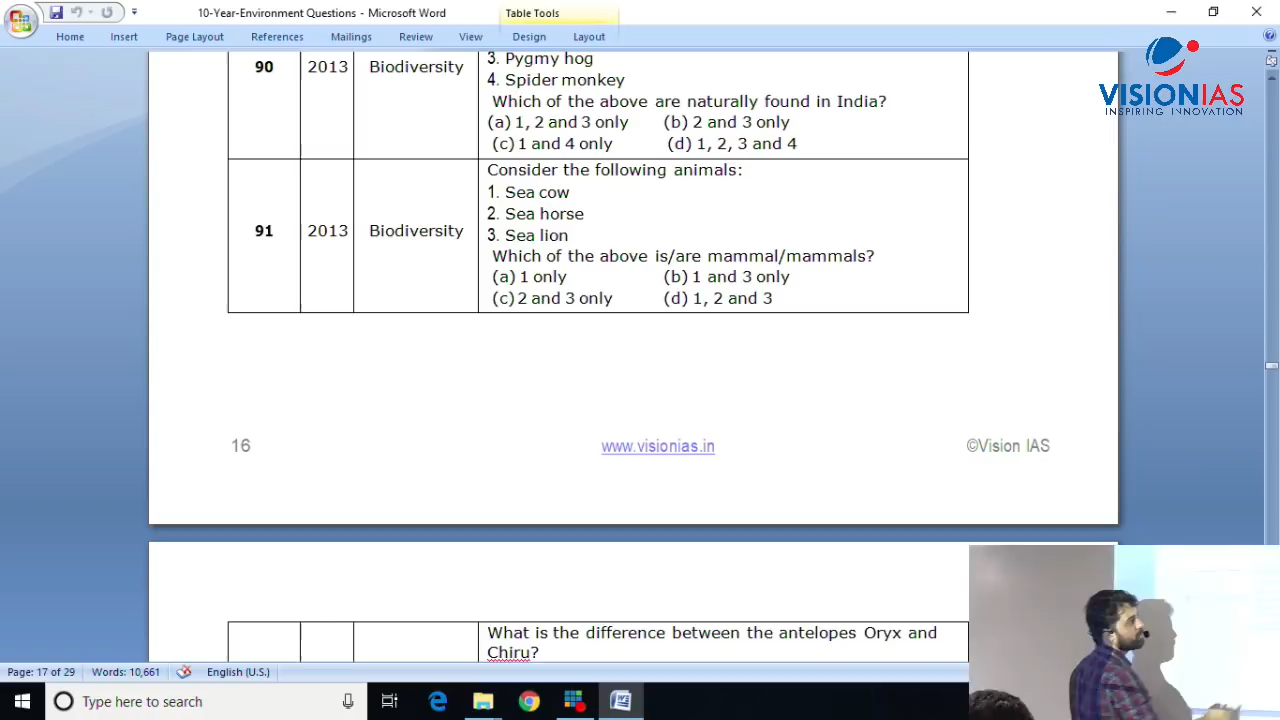 10-Year-Environment Questions - Microsoft Word
Table Tools
Home Insert Page Layout References Mailings Review View Design Layout
VISIONIAS
INSPIRING INNOVATION
90 2013 Biodiversity
3. Pygmy hog
4. Spider monkey
Which of the above are naturally found in India?
(a) 1, 2 and 3 only (b) 2 and 3 only
(c) 1 and 4 only (d) 1, 2, 3 and 4
91 2013 Biodiversity
Consider the following animals:
1. Sea cow
2. Sea horse
3. Sea lion
Which of the above is/are mammal/mammals?
(a) 1 only (b) 1 and 3 only
(c) 2 and 3 only (d) 1, 2 and 3
16 www.visionias.in ©Vision IAS
What is the difference between the antelopes Oryx and
Chiru?
Page: 17 of 29 Words: 10,661 English (U.S.)
Type here to search